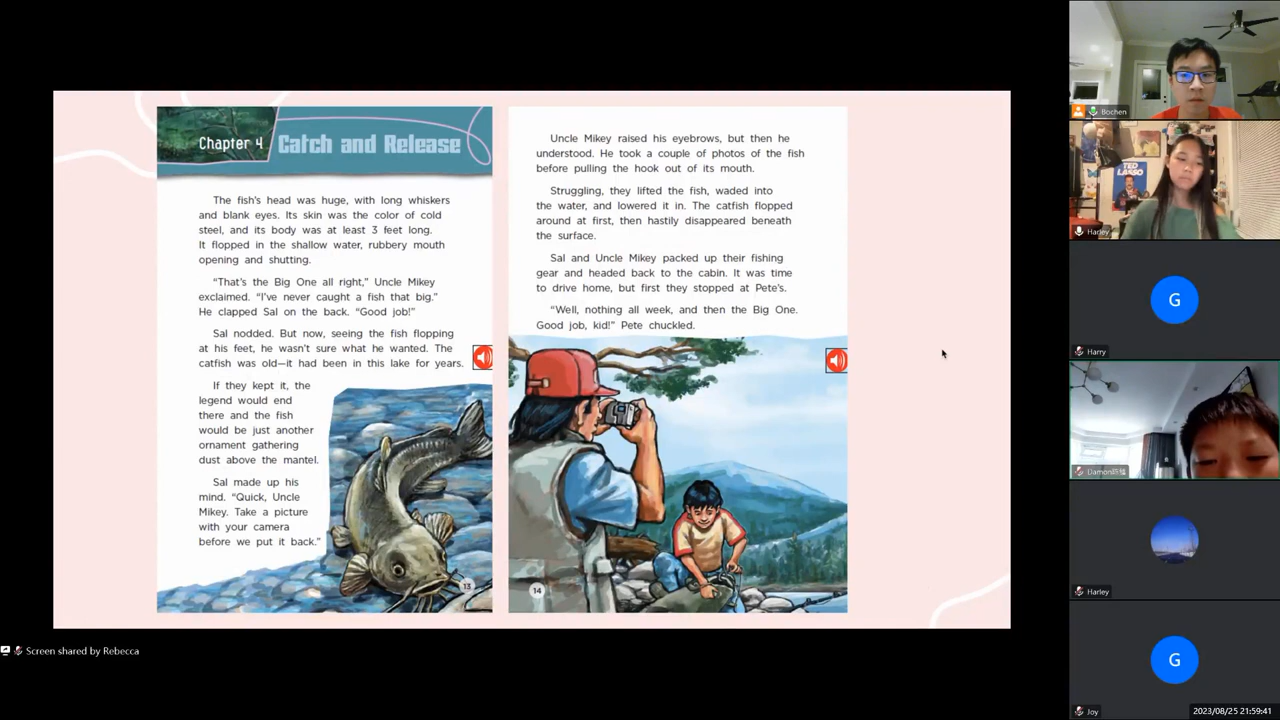 Chapter 4 Catch and Release
The fish's head was huge, with long whiskers
and blank eyes. Its skin was the color of cold
steel, and its body was at least 3 feet long.
It flopped in the shallow water, rubbery mouth
opening and shutting.
"That's the Big One all right," Uncle Mikey
exclaimed. "I've never caught a fish that big."
He clapped Sal on the back. "Good job!"
Sal nodded. But now, seeing the fish flopping
at his feet, he wasn't sure what he wanted. The
catfish was old—it had been in this lake for years.
If they kept it, the
legend would end
there and the fish
would be just another
ornament gathering
dust above the mantel.
Sal made up his
mind. "Quick, Uncle
Mikey. Take a picture
with your camera
before we put it back."
13
Uncle Mikey raised his eyebrows, but then he
understood. He took a couple of photos of the fish
before pulling the hook out of its mouth.
Struggling, they lifted the fish, waded into
the water, and lowered it in. The catfish flopped
around at first, then hastily disappeared beneath
the surface.
Sal and Uncle Mikey packed up their fishing
gear and headed back to the cabin. It was time
to drive home, but first they stopped at Pete's.
"Well, nothing all week, and then the Big One.
Good job, kid!" Pete chuckled.
14
Screen shared by Rebecca
Bochen
TED
LASSO
Harley
G
Harry
Damon
Harley
G
Joy
2023/08/25 21:59:41